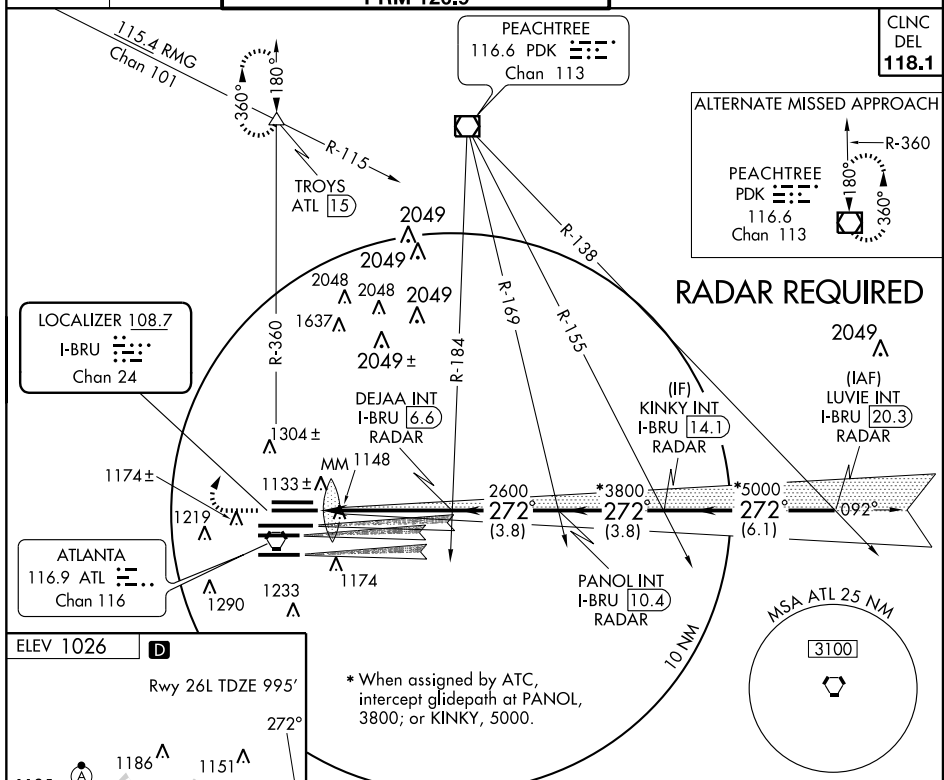 115.4 RMG
Chan 101
180°
360°
TROYS
ATL 15
R-115
PEACHTREE
116.6 PDK
Chan 113
CLNC
DEL
118.1
ALTERNATE MISSED APPROACH
R-360
PEACHTREE
PDK
116.6
Chan 113
180°
360°
RADAR REQUIRED
2049
2049
2048
2048
2049
1637
2049 ±
R-360
R-184
R-169
R-155
R-138
2049
LOCALIZER 108.7
I-BRU
Chan 24
DEJAA INT
I-BRU 6.6
RADAR
(IF)
KINKY INT
I-BRU 14.1
RADAR
(IAF)
LUVIE INT
I-BRU 20.3
RADAR
1304 ±
1174 ±
1133 ±
MM
1148
1219
2600
272°
(3.8)
*3800
272°
(3.8)
*5000
272°
(6.1)
092°
ATLANTA
116.9 ATL
Chan 116
1290
1233
1174
PANOL INT
I-BRU 10.4
RADAR
10 NM
MSA ATL 25 NM
3100
ELEV 1026
D
Rwy 26L TDZE 995'
272°
* When assigned by ATC,
intercept glidepath at PANOL,
3800; or KINKY, 5000.
A
1186
1151